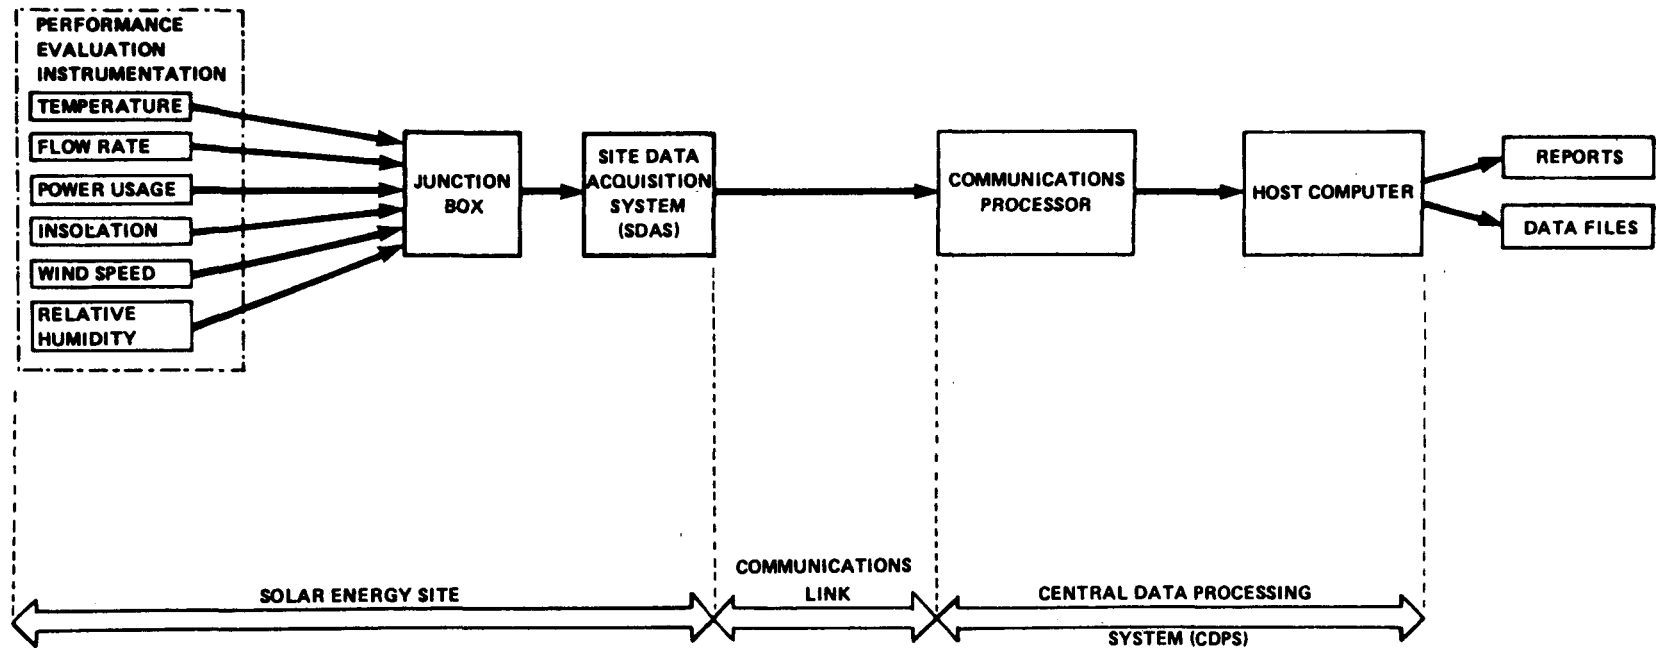 PERFORMANCE
EVALUATION
INSTRUMENTATION
TEMPERATURE
FLOW RATE
POWER USAGE
INSOLATION
WIND SPEED
RELATIVE
HUMIDITY
JUNCTION
BOX
SITE DATA
ACQUISITION
SYSTEM
(SDAS)
COMMUNICATIONS
PROCESSOR
HOST COMPUTER
REPORTS
DATA FILES
SOLAR ENERGY SITE
COMMUNICATIONS
LINK
CENTRAL DATA PROCESSING
SYSTEM (CDPS)